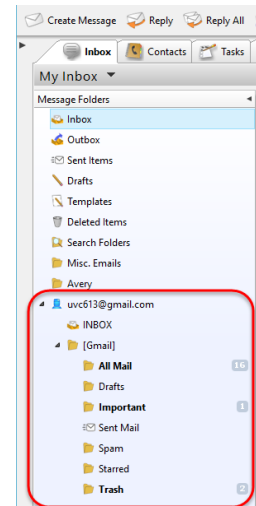 Create Message Reply Reply All
Inbox Contacts Tasks
My Inbox
Message Folders
Inbox
Outbox
Sent Items
Drafts
Templates
Deleted Items
Search Folders
Misc. Emails
Avery
uvc613@gmail.com
INBOX
[Gmail]
All Mail 16
Drafts
Important 1
Sent Mail
Spam
Starred
Trash 2